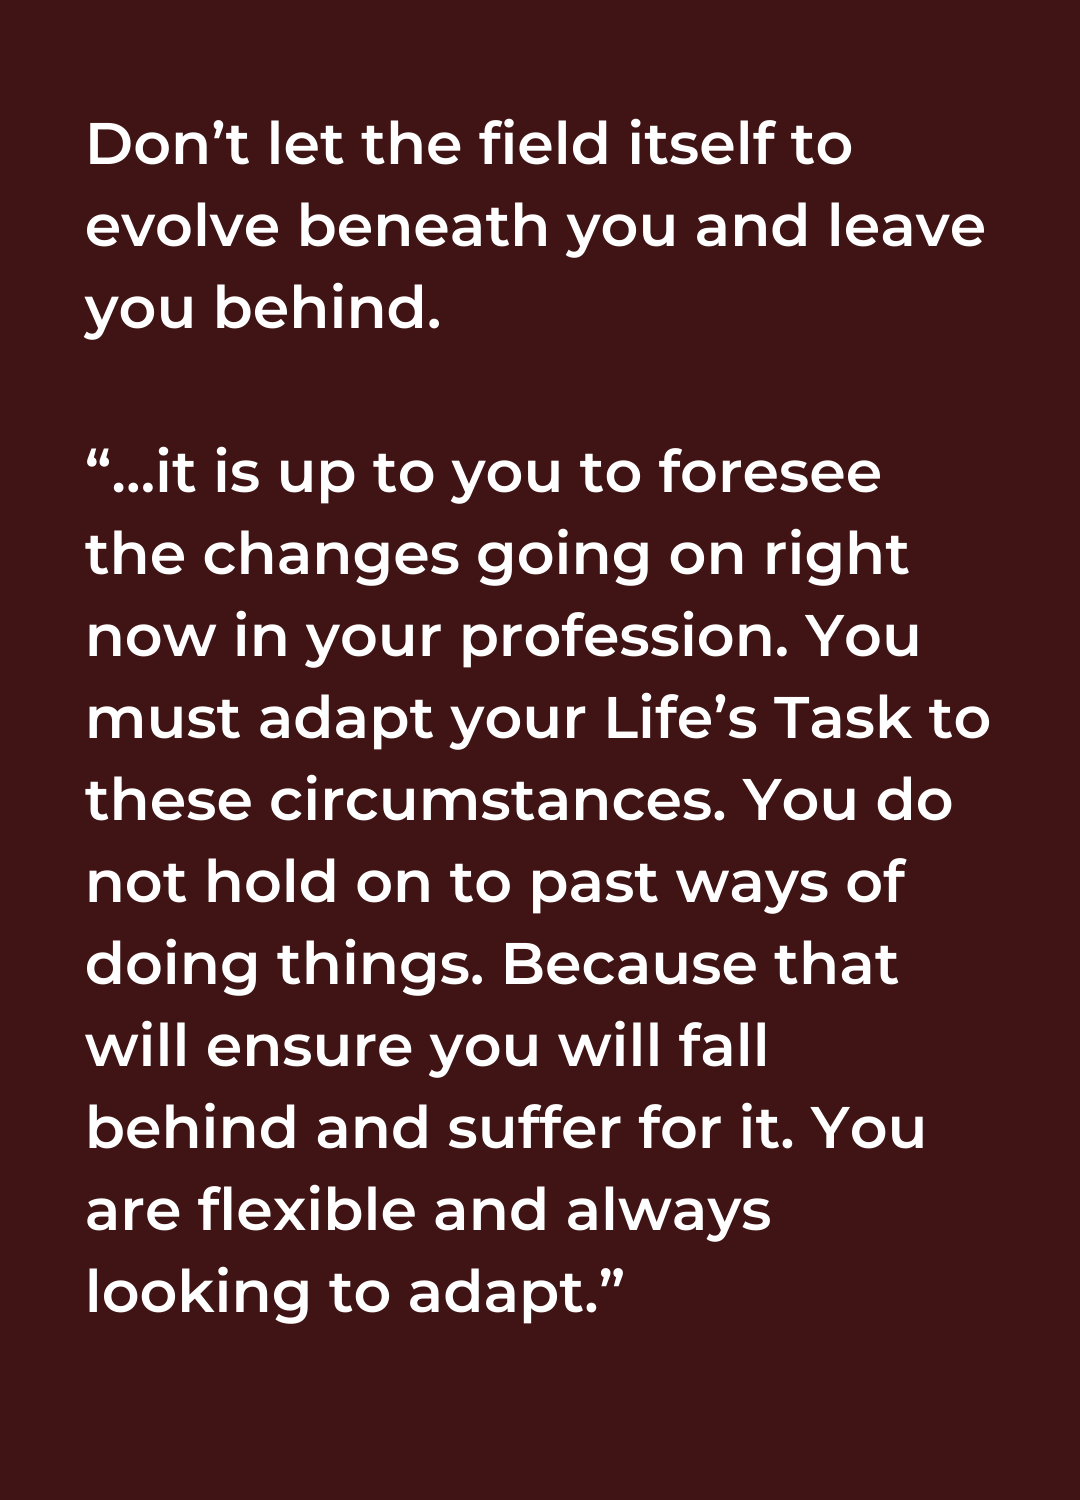 Don’t let the field itself to
evolve beneath you and leave
you behind.
“...it is up to you to foresee
the changes going on right
now in your profession. You
must adapt your Life’s Task to
these circumstances. You do
not hold on to past ways of
doing things. Because that
will ensure you will fall
behind and suffer for it. You
are flexible and always
looking to adapt.”